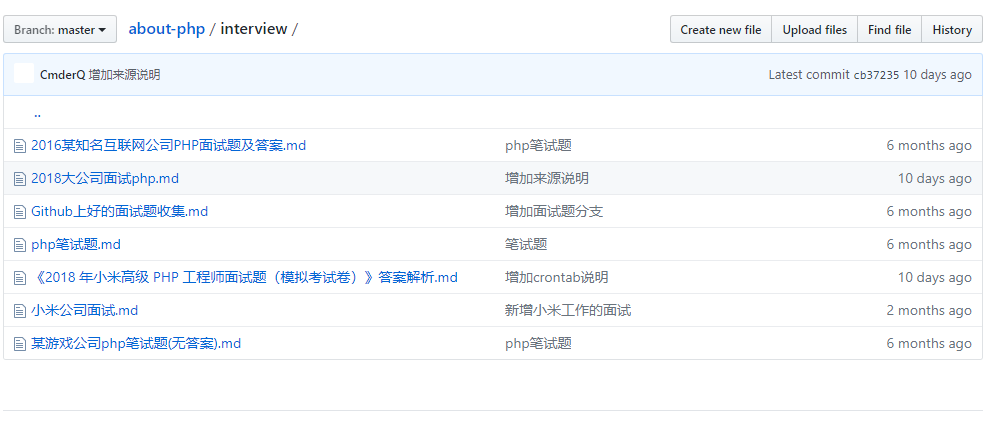 Branch: master about-php / interview / Create new file Upload files Find file History
CmderQ 增加来源说明 Latest commit cb37235 10 days ago
..
2016某知名互联网公司PHP面试题及答案.md php笔试题 6 months ago
2018大公司面试php.md 增加来源说明 10 days ago
Github上好的面试题收集.md 增加面试题分支 6 months ago
php笔试题.md 笔试题 6 months ago
《2018 年小米高级 PHP 工程师面试题（模拟考试卷）》答案解析.md 增加crontab说明 10 days ago
小米公司面试.md 新增小米工作的面试 2 months ago
某游戏公司php笔试题(无答案).md php笔试题 6 months ago